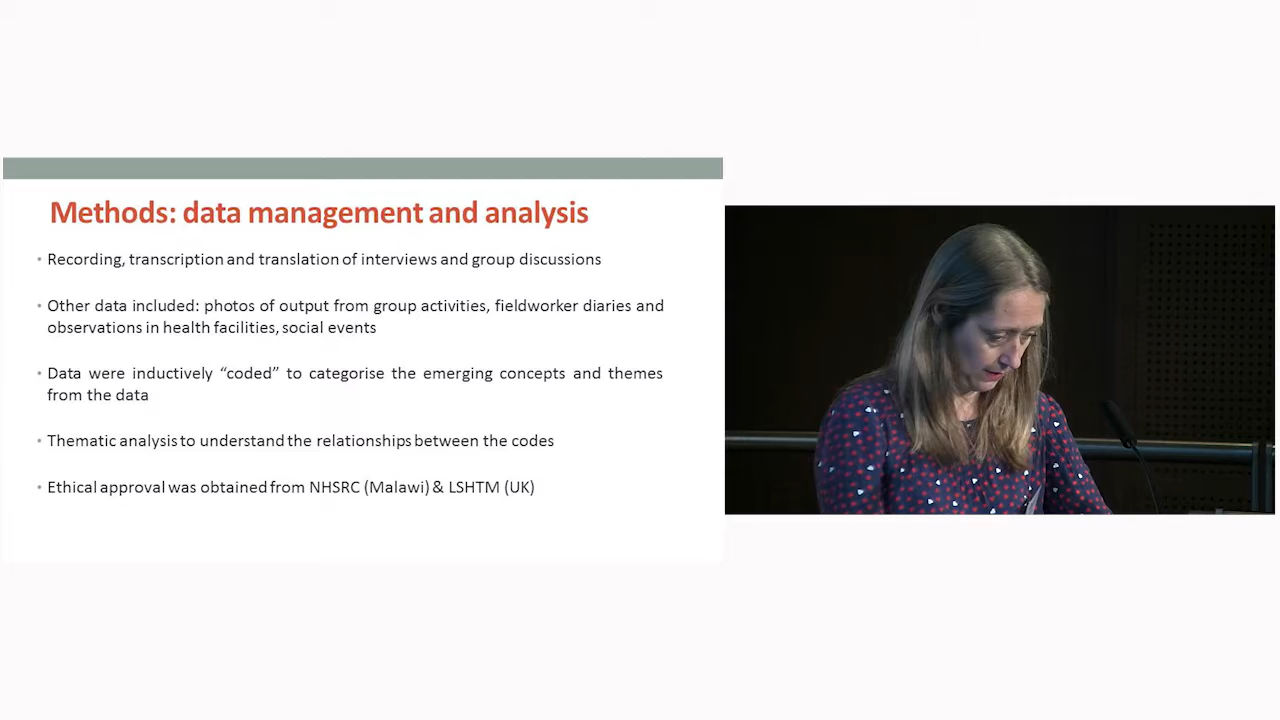 Methods: data management and analysis
• Recording, transcription and translation of interviews and group discussions
• Other data included: photos of output from group activities, fieldworker diaries and
observations in health facilities, social events
• Data were inductively “coded” to categorise the emerging concepts and themes
from the data
• Thematic analysis to understand the relationships between the codes
• Ethical approval was obtained from NHSRC (Malawi) & LSHTM (UK)